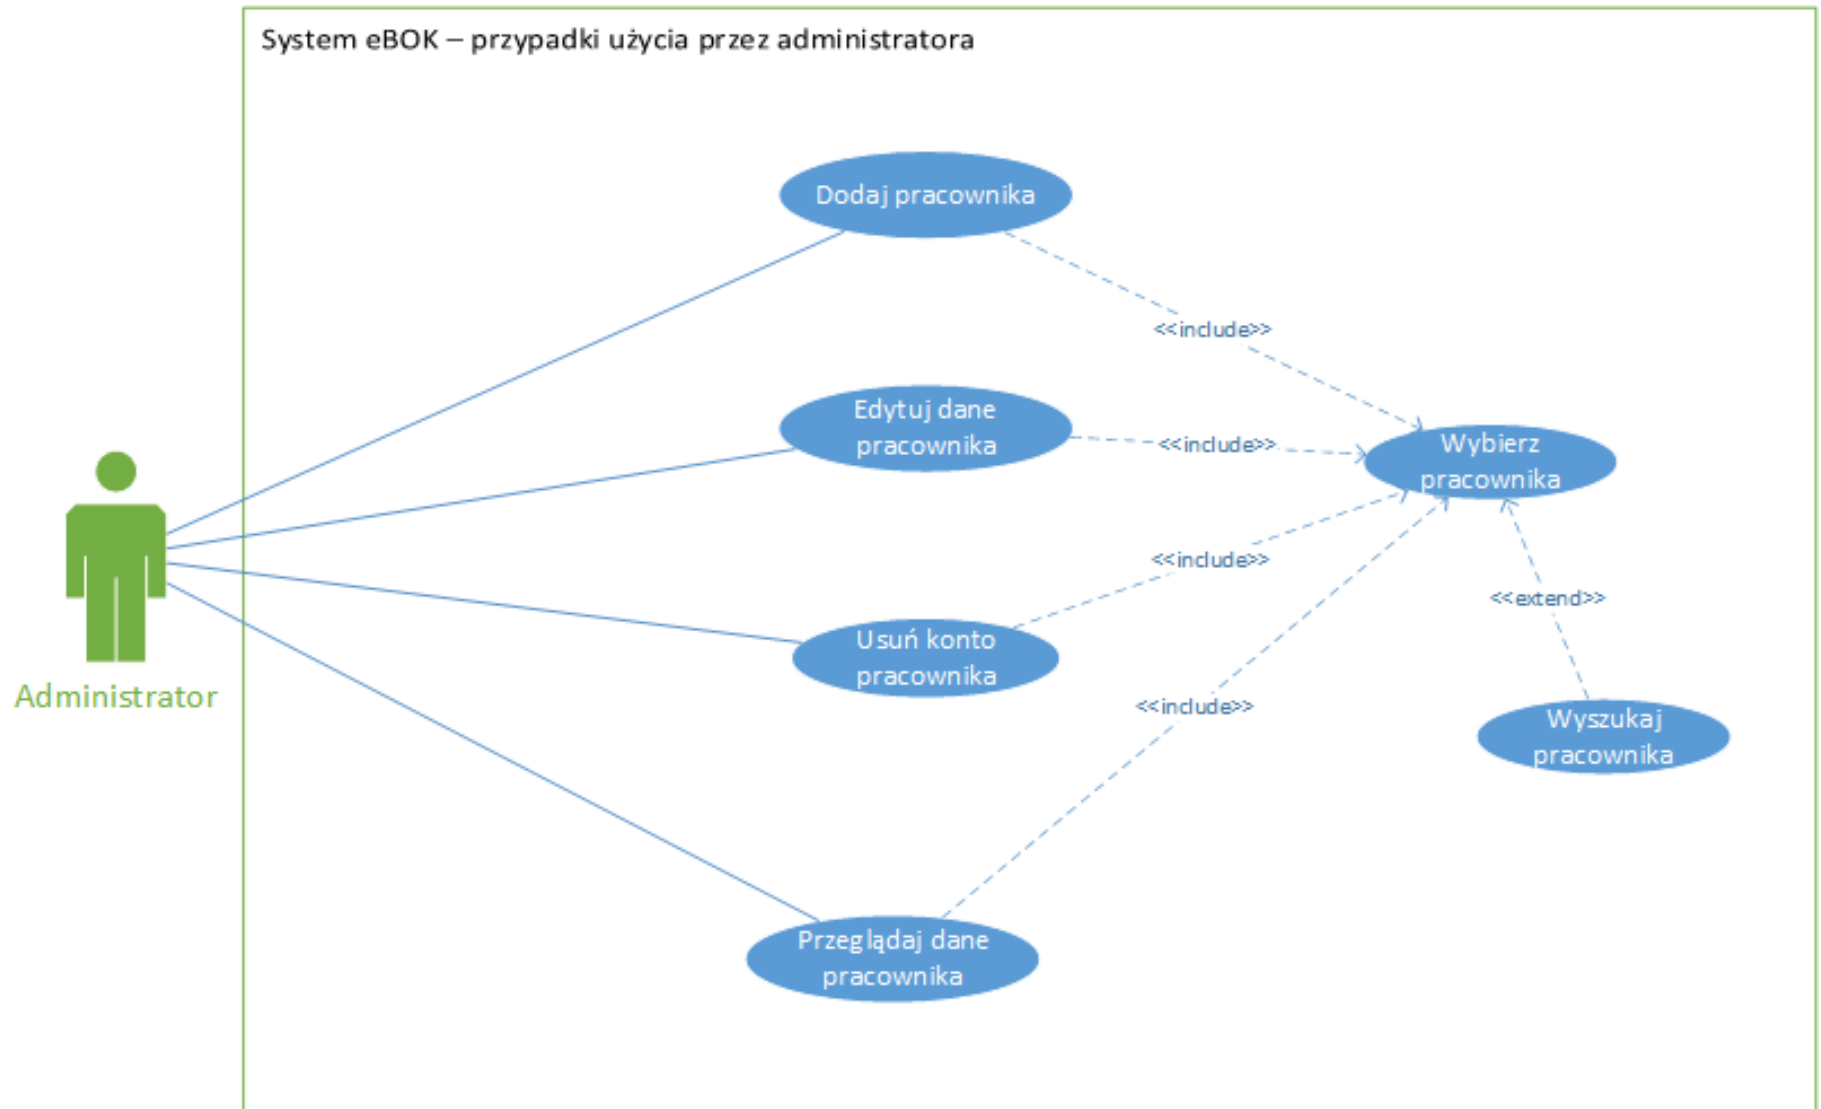 System eBOK – przypadki użycia przez administratora
Dodaj pracownika
<<include>>
Edytuj dane
pracownika
<<include>>
Wybierz
pracownika
<<include>>
<<extend>>
Usuń konto
pracownika
Administrator
<<include>>
Wyszukaj
pracownika
Przeglądaj dane
pracownika